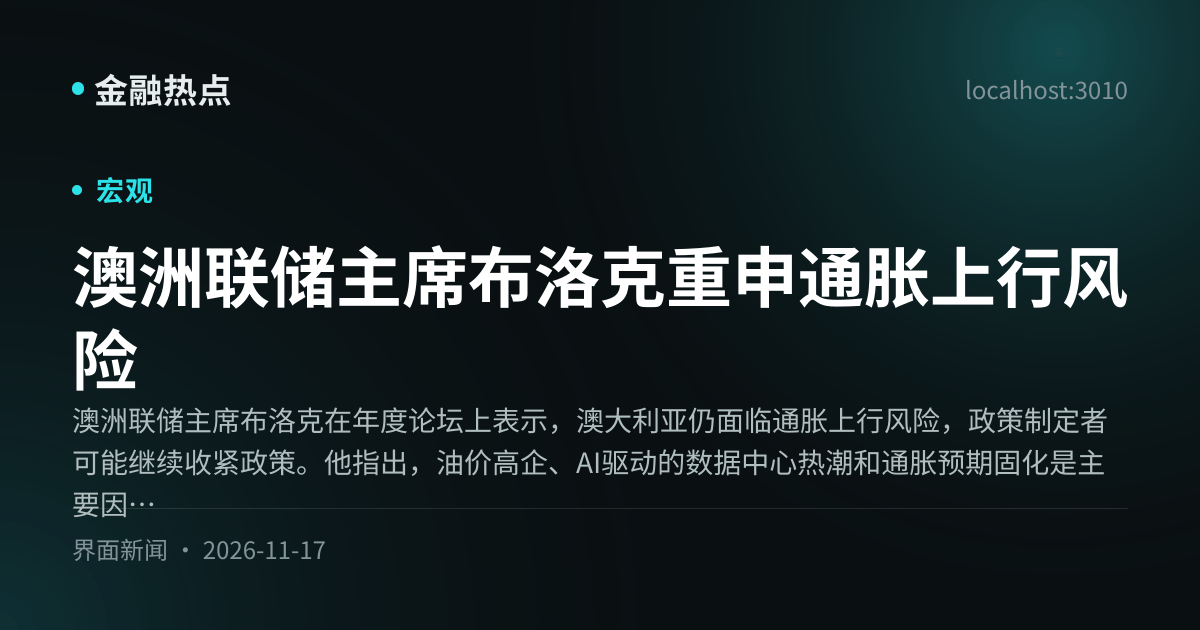 金融热点
localhost:3010
宏观
澳洲联储主席布洛克重申通胀上行风
险
澳洲联储主席布洛克在年度论坛上表示，澳大利亚仍面临通胀上行风险，政策制定者
可能继续收紧政策。他指出，油价高企、AI驱动的数据中心热潮和通胀预期固化是主
要因…
界面新闻 • 2026-11-17